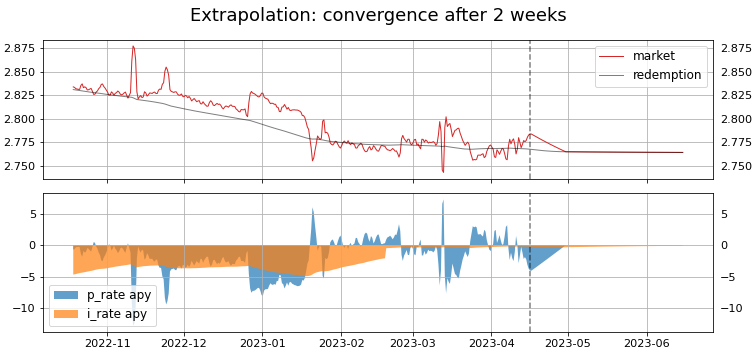 Extrapolation: convergence after 2 weeks
2.875 2.875
2.850 2.850
2.825 2.825
2.800 2.800
2.775 2.775
2.750 2.750
market
redemption
5 5
0 0
−5 −5
−10 −10
p_rate apy
i_rate apy
2022-11 2022-12 2023-01 2023-02 2023-03 2023-04 2023-05 2023-06